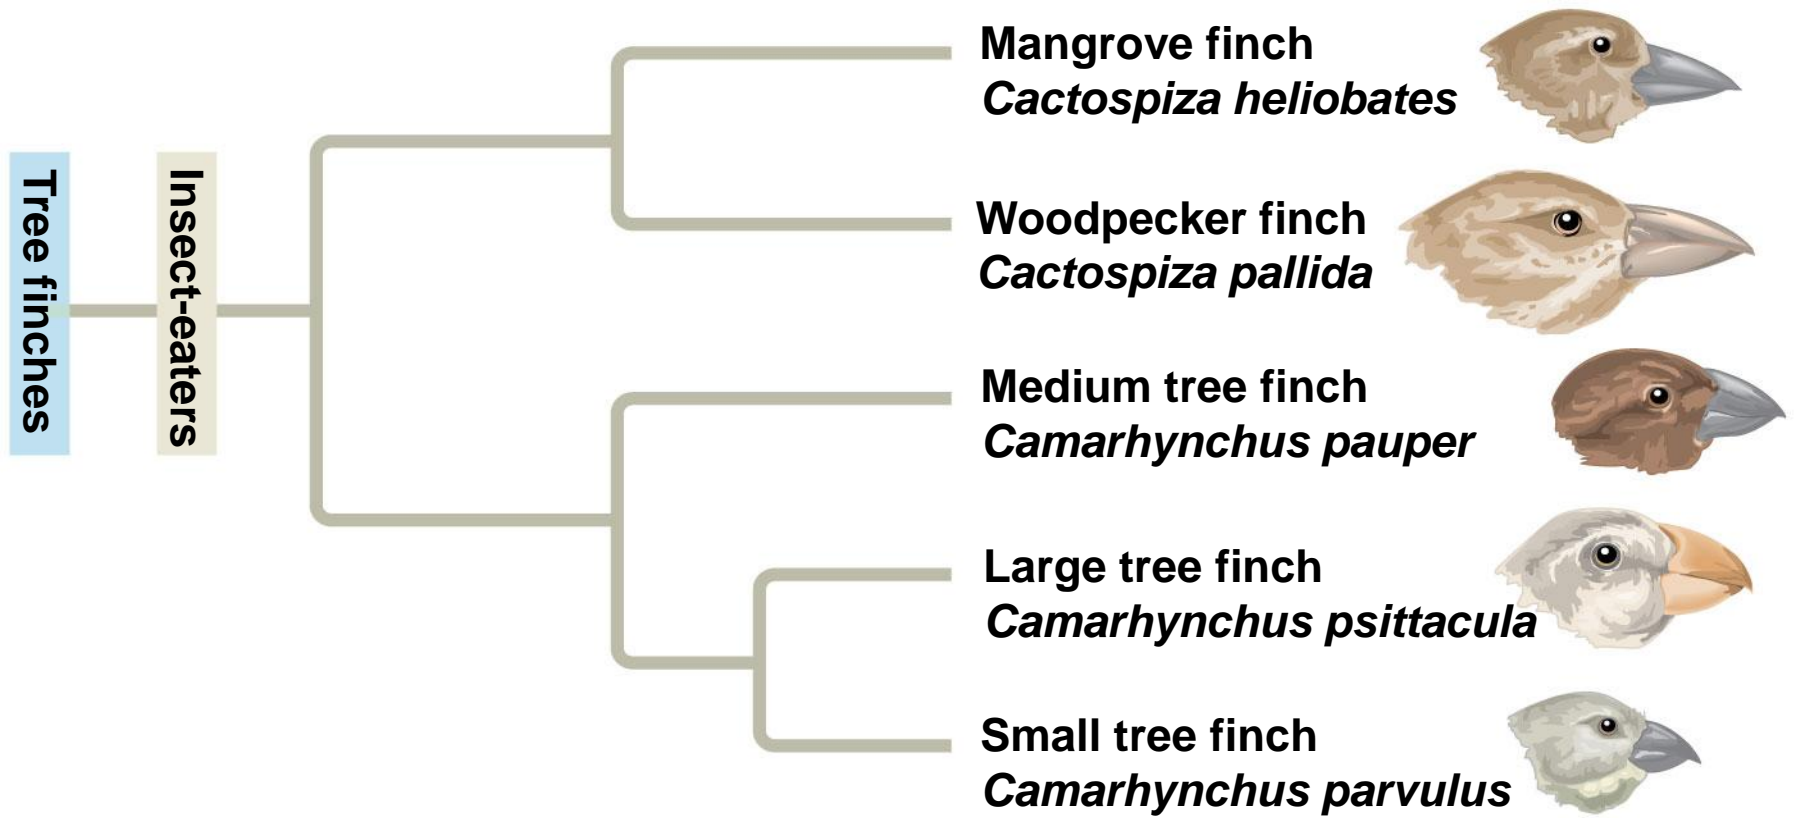 Tree finches
Insect-eaters
Mangrove finch
Cactospiza heliobates
Woodpecker finch
Cactospiza pallida
Medium tree finch
Camarhynchus pauper
Large tree finch
Camarhynchus psittacula
Small tree finch
Camarhynchus parvulus